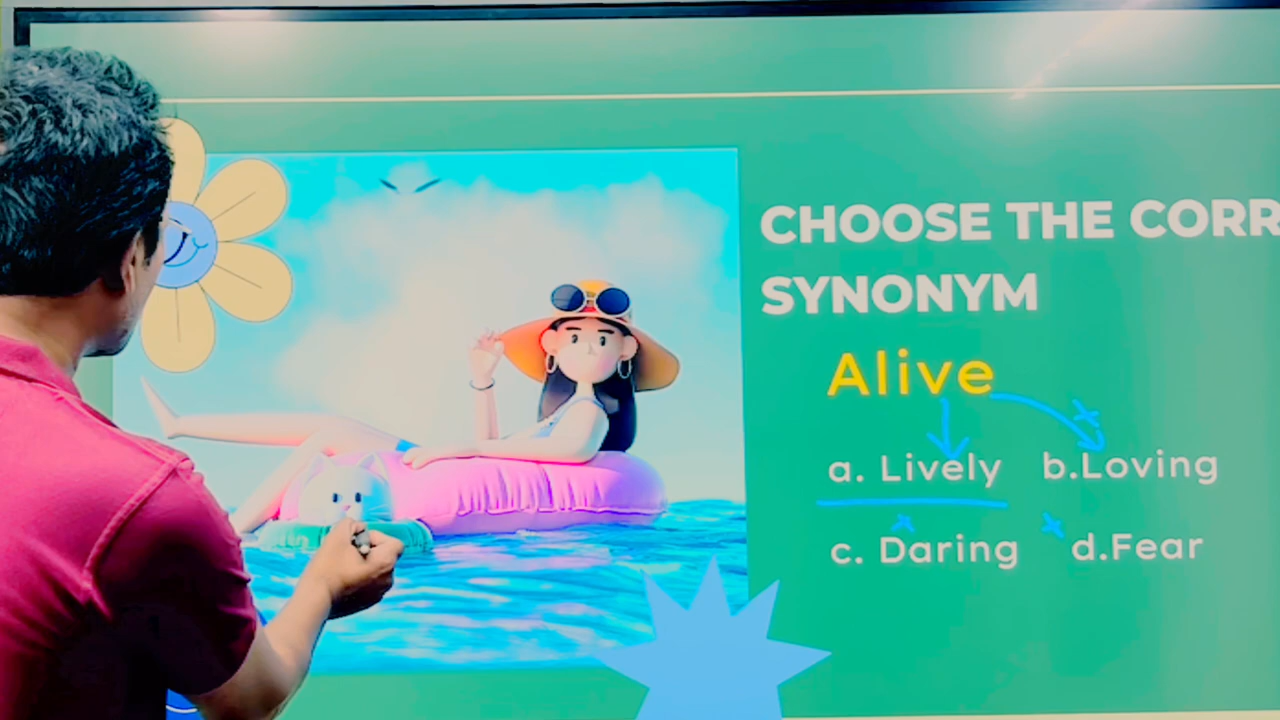 CHOOSE THE CORR
SYNONYM
Alive
a. Lively b.Loving
c. Daring d.Fear